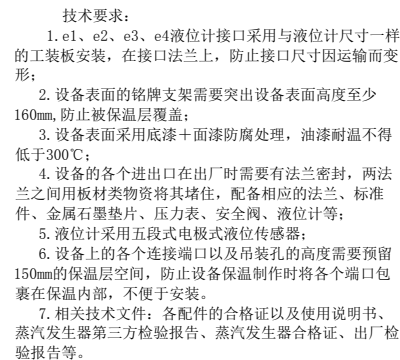 技术要求：
1.e1、e2、e3、e4液位计接口采用与液位计尺寸一样
的工装板安装，在接口法兰上，防止接口尺寸因运输而变
形；
2.设备表面的铭牌支架需要突出设备表面高度至少
160mm,防止被保温层覆盖；
3.设备表面采用底漆＋面漆防腐处理，油漆耐温不得
低于300℃；
4.设备的各个进出口在出厂时需要有法兰密封，两法
兰之间用板材类物资将其堵住，配备相应的法兰、标准
件、金属石墨垫片、压力表、安全阀、液位计等；
5.液位计采用五段式电极式液位传感器；
6.设备上的各个连接端口以及吊装孔的高度需要预留
150mm的保温层空间，防止设备保温制作时将各个端口包
裹在保温内部，不便于安装。
7.相关技术文件：各配件的合格证以及使用说明书、
蒸汽发生器第三方检验报告、蒸汽发生器合格证、出厂检
验报告等。